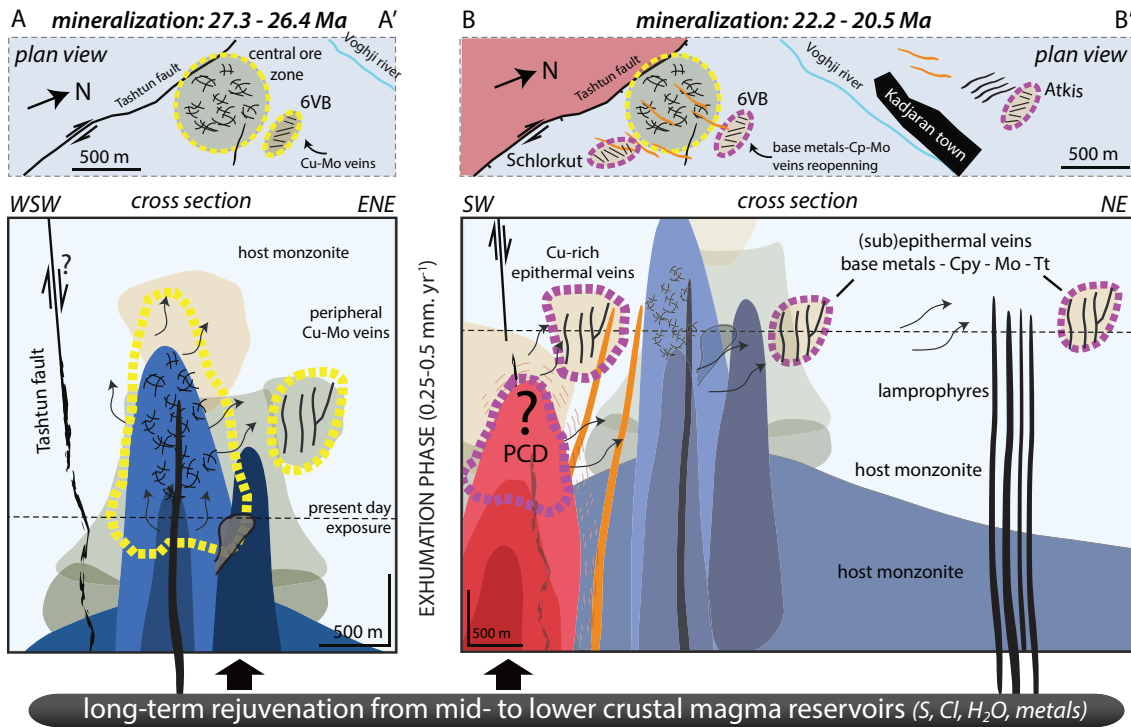 A
mineralization: 27.3 - 26.4 Ma
A'
plan view
N
Tashtun fault
central ore
zone
Voghji river
6VB
500 m
Cu-Mo veins
WSW
cross section
ENE
host monzonite
?
peripheral
Cu-Mo veins
Tashtun fault
present day
exposure
500 m
EXHUMATION PHASE (0.25-0.5 mm. yr⁻¹)
B
mineralization: 22.2 - 20.5 Ma
B'
plan view
N
Tashtun fault
Voghji river
Atkis
6VB
Kadjaran town
Schlorkut
base metals-Cp-Mo
veins reopenning
500 m
SW
cross section
NE
Cu-rich
epithermal veins
(sub)epithermal veins
base metals - Cpy - Mo - Tt
?
PCD
lamprophyres
host monzonite
host monzonite
500 m
long-term rejuvenation from mid- to lower crustal magma reservoirs (S, Cl, H₂O, metals)